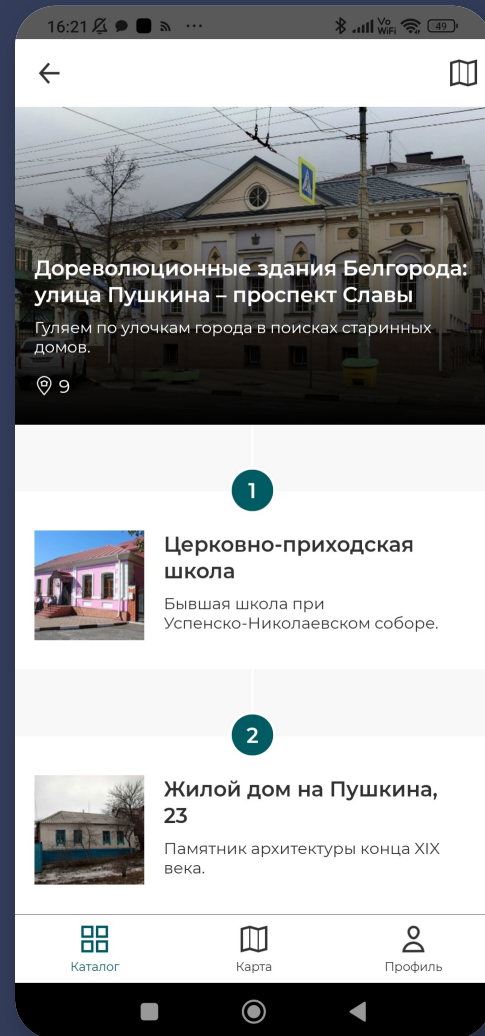 16:21
Vo
WiFi
49
Дореволюционные здания Белгорода:
улица Пушкина – проспект Славы
Гуляем по улочкам города в поисках старинных
домов.
9
1
Церковно-приходская
школа
Бывшая школа при
Успенско-Николаевском соборе.
2
Жилой дом на Пушкина,
23
Памятник архитектуры конца XIX
века.
Каталог
Карта
Профиль